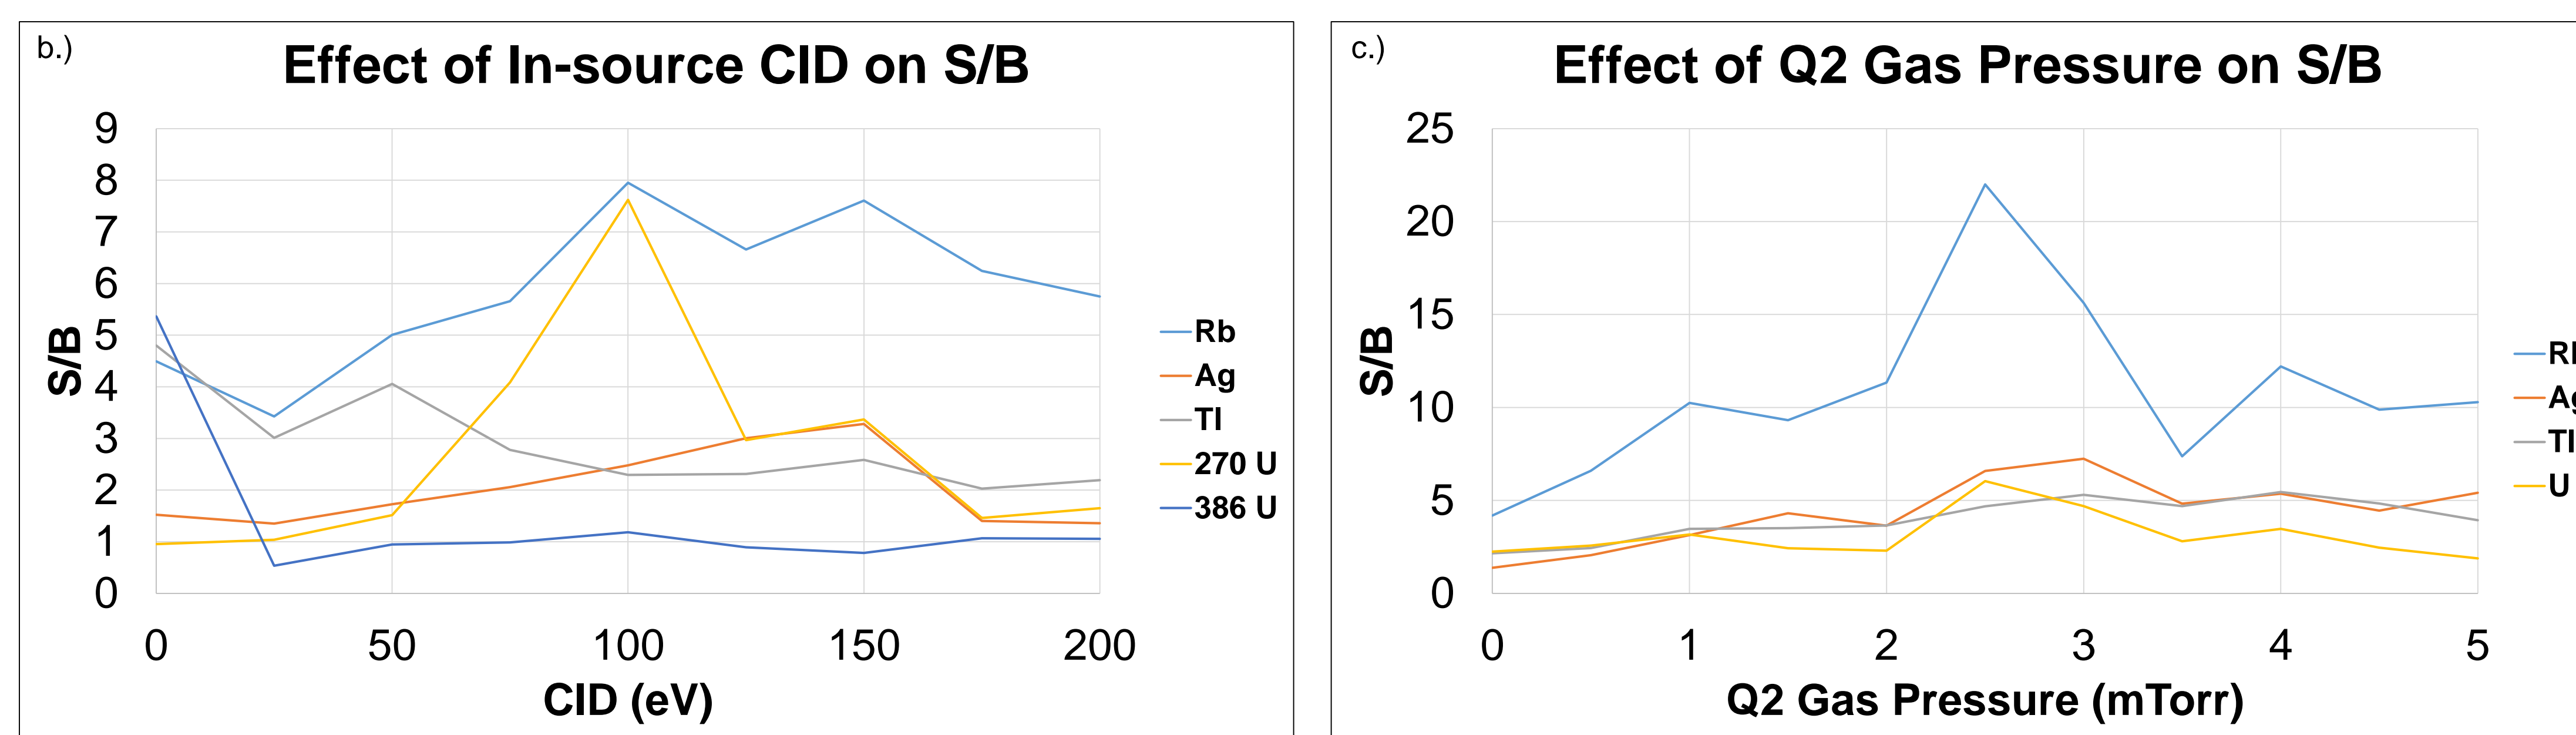 b.)
Effect of In-source CID on S/B
9
8
7
6
5
4
3
2
1
0
S/B
0 50 100 150 200
CID (eV)
Rb
Ag
Tl
270 U
386 U
c.)
Effect of Q2 Gas Pressure on S/B
25
20
15
10
5
0
S/B
0 1 2 3 4 5
Q2 Gas Pressure (mTorr)
Tl
U